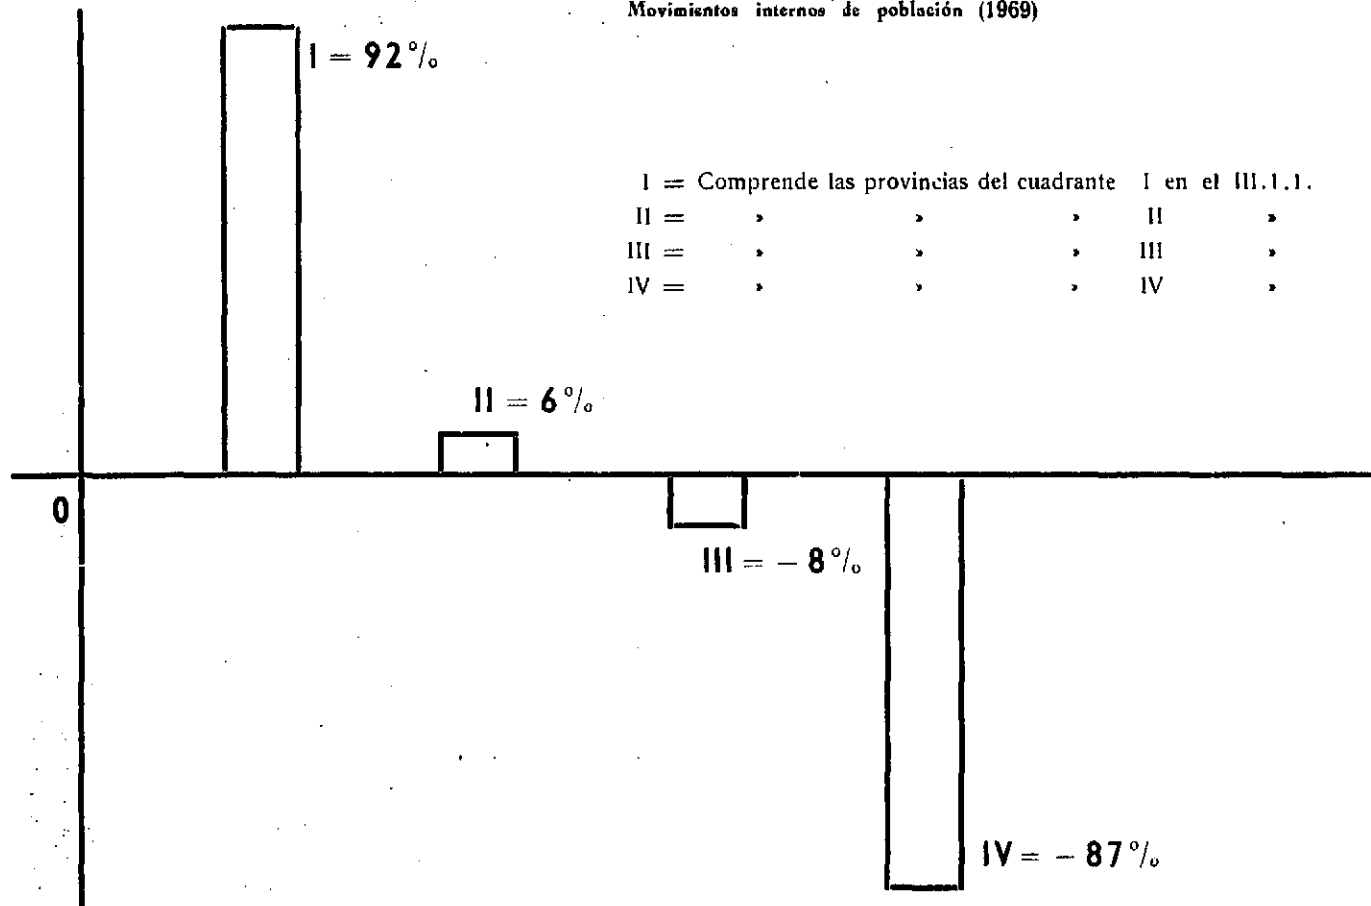 Movimientos internos de población (1969)
I = 92%
I = Comprende las provincias del cuadrante I en el III.1.1.
II = » » » II »
III = » » » III »
IV = » » » IV »
II = 6%
0
III = – 8%
IV = – 87%